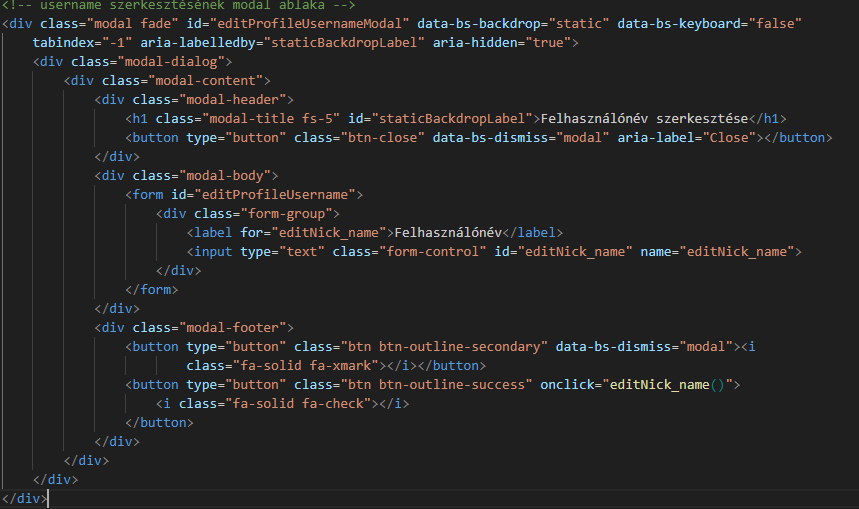 <!-- username szerkesztésének modal ablaka -->
<div class="modal fade" id="editProfileUsernameModal" data-bs-backdrop="static" data-bs-keyboard="false"
    tabindex="-1" aria-labelledby="staticBackdropLabel" aria-hidden="true">
    <div class="modal-dialog">
        <div class="modal-content">
            <div class="modal-header">
                <h1 class="modal-title fs-5" id="staticBackdropLabel">Felhasználónév szerkesztése</h1>
                <button type="button" class="btn-close" data-bs-dismiss="modal" aria-label="Close"></button>
            </div>
            <div class="modal-body">
                <form id="editProfileUsername">
                    <div class="form-group">
                        <label for="editNick_name">Felhasználónév</label>
                        <input type="text" class="form-control" id="editNick_name" name="editNick_name">
                    </div>
                </form>
            </div>
            <div class="modal-footer">
                <button type="button" class="btn btn-outline-secondary" data-bs-dismiss="modal"><i
                        class="fa-solid fa-xmark"></i></button>
                <button type="button" class="btn btn-outline-success" onclick="editNick_name()">
                    <i class="fa-solid fa-check"></i>
                </button>
            </div>
        </div>
    </div>
</div>